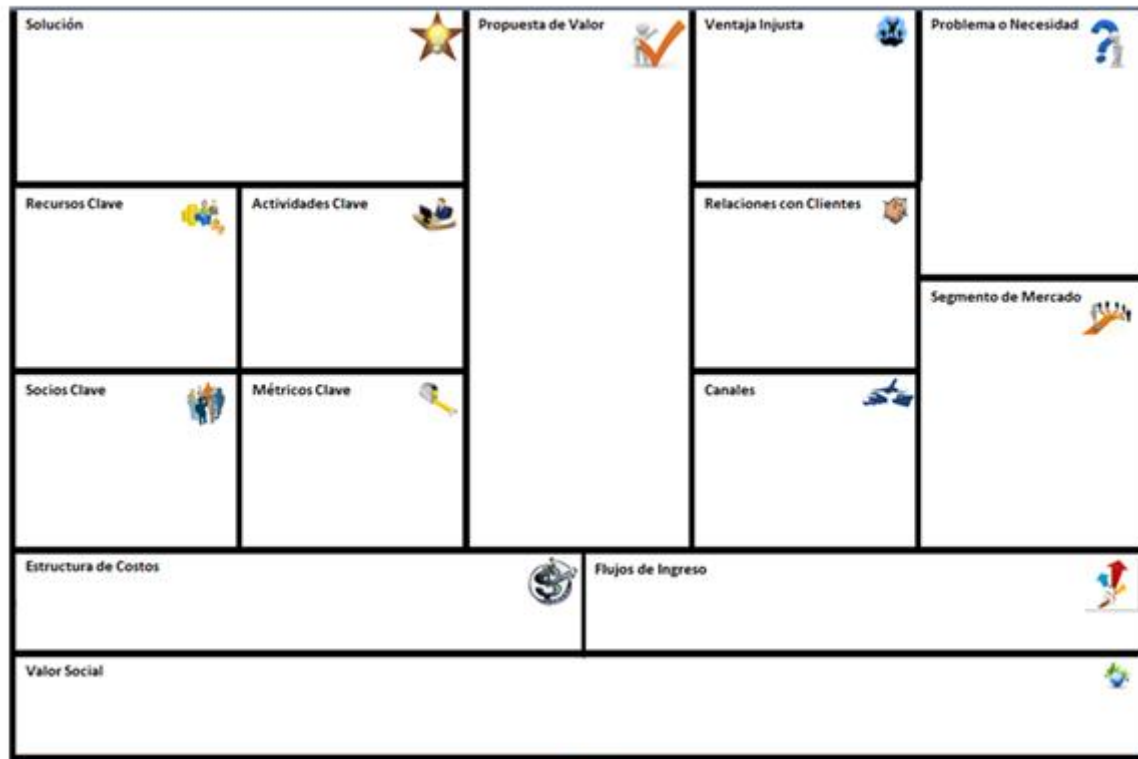 Solución
Propuesta de Valor
Ventaja Injusta
Problema o Necesidad
Recursos Clave
Actividades Clave
Relaciones con Clientes
Segmento de Mercado
Socios Clave
Métricos Clave
Canales
Estructura de Costos
Flujos de Ingreso
Valor Social